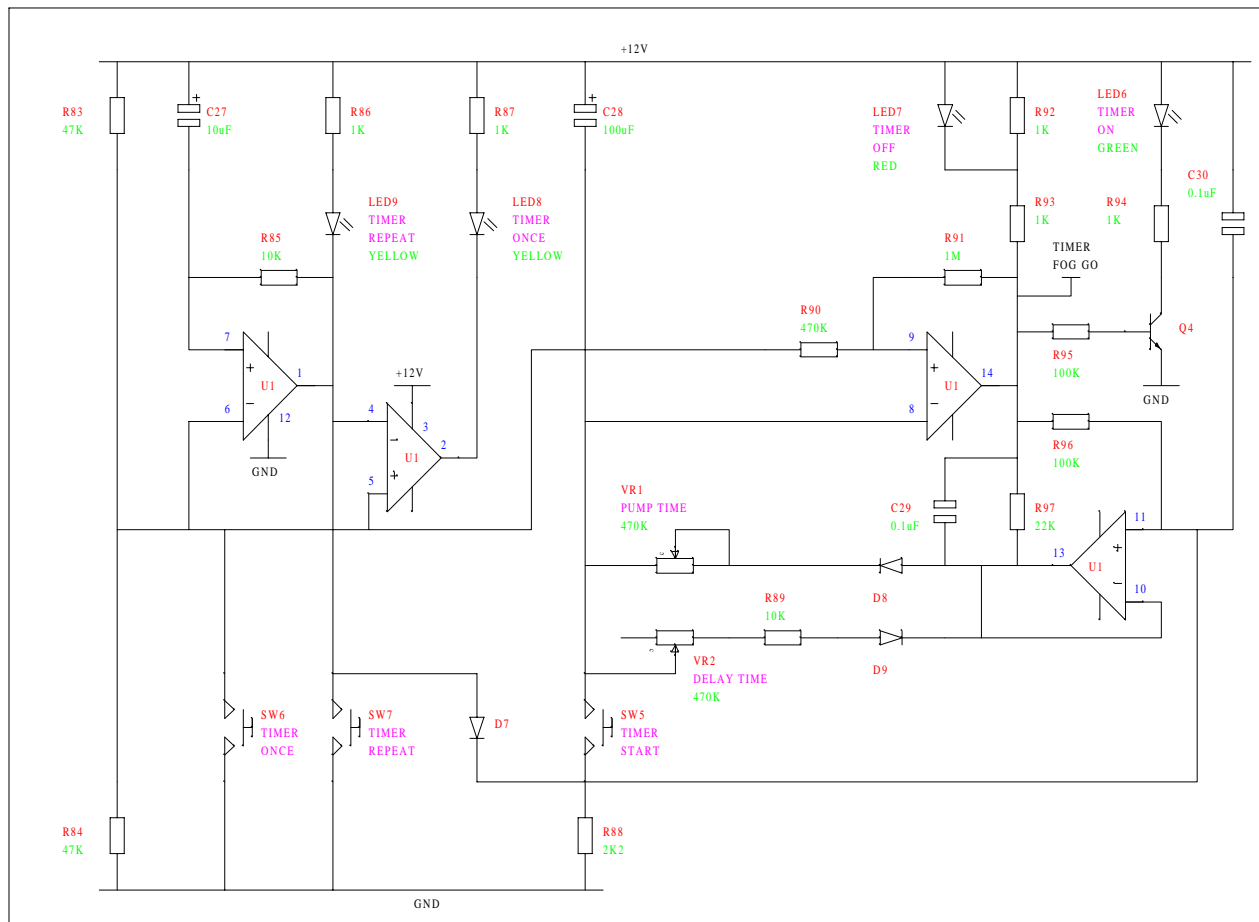 +12V
R83
47K
C27
10uF
R86
1K
R87
1K
C28
100uF
LED7
TIMER
OFF
RED
R92
1K
LED6
TIMER
ON
GREEN
C30
0.1uF
LED9
TIMER
REPEAT
YELLOW
LED8
TIMER
ONCE
YELLOW
R93
1K
R94
1K
R85
10K
R91
1M
TIMER
FOG GO
R90
470K
Q4
7
+
U1
1
6
−
12
GND
+12V
4
−
3
U1
2
5
+
9
+
U1
14
8
−
R95
100K
GND
R96
100K
VR1
PUMP TIME
470K
C29
0.1uF
R97
22K
11
+
13
U1
−
10
D8
R89
10K
D9
VR2
DELAY TIME
470K
SW6
TIMER
ONCE
SW7
TIMER
REPEAT
D7
SW5
TIMER
START
R84
47K
R88
2K2
GND